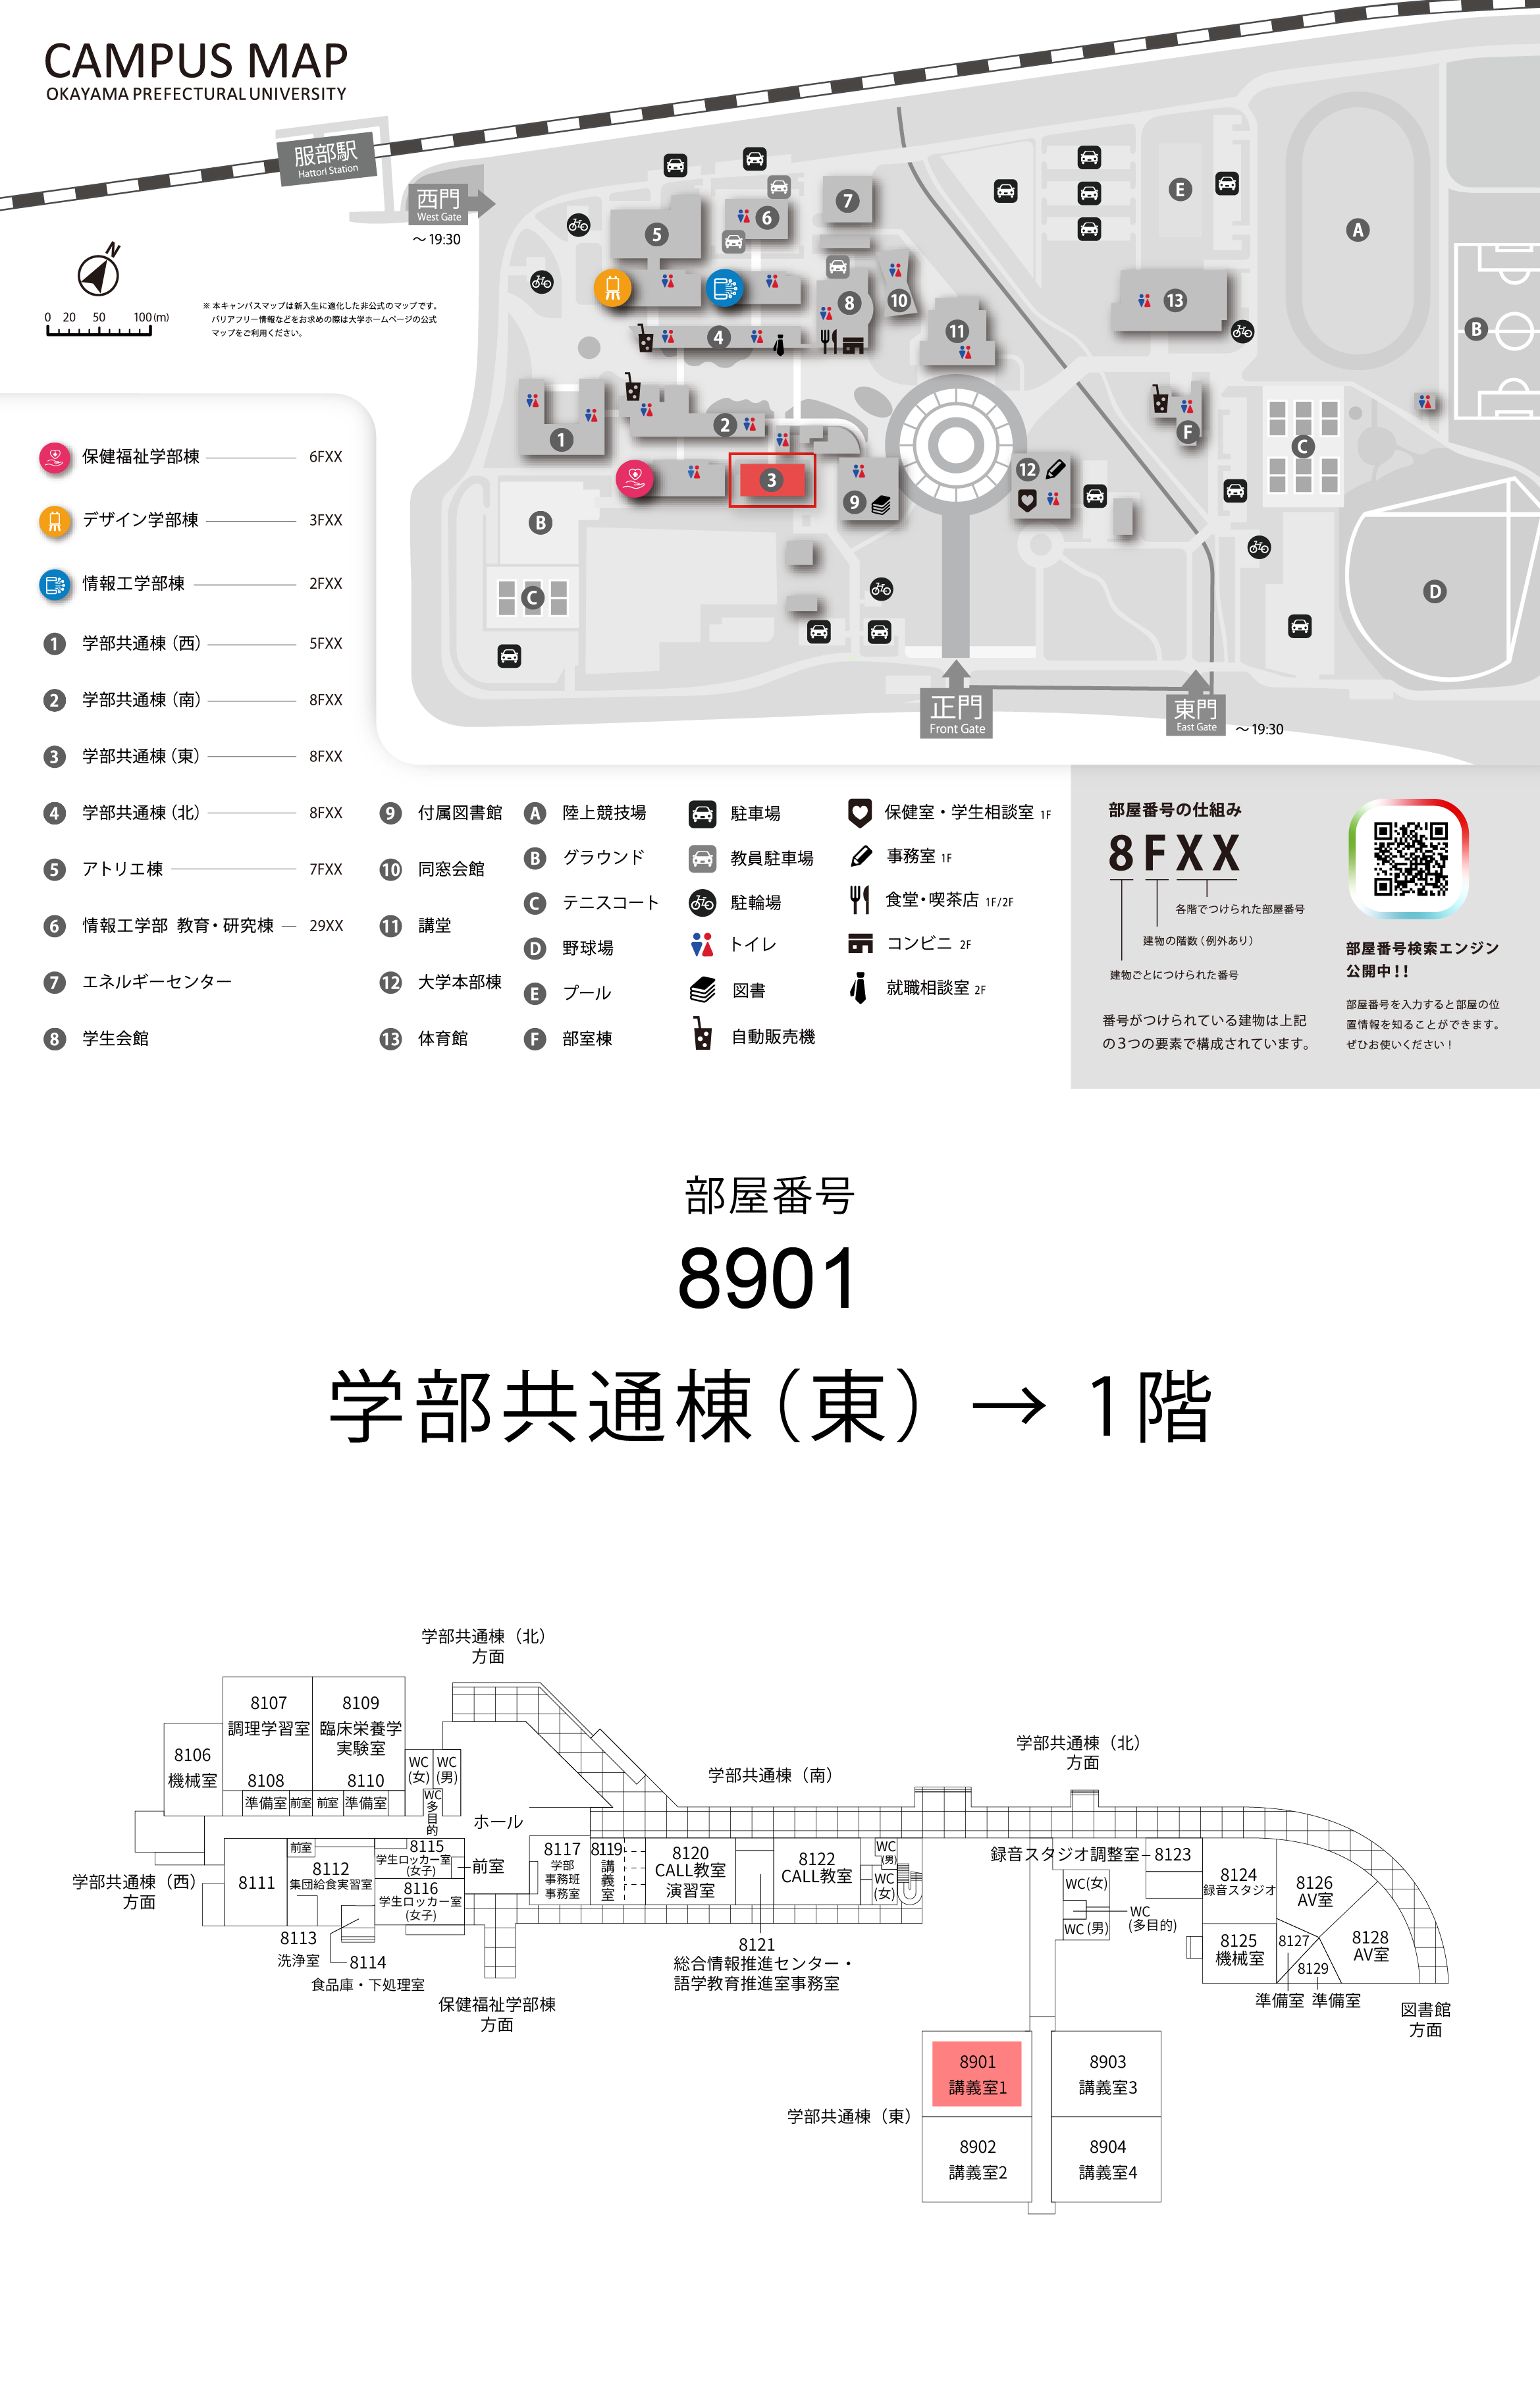 CAMPUS MAP
OKAYAMA PREFECTURAL UNIVERSITY
服部駅
Hattori Station
西門
West Gate
～19:30
N
0 20 50 100(m)
※ 本キャンパスマップは新入生に適化した非公式のマップです。
バリアフリー情報などをお求めの際は大学ホームページの公式
マップをご利用ください。
7
6
5
E
A
8
10
13
11
B
4
1
2
F
C
3
12
9
B
C
D
正門
Front Gate
東門
East Gate
～19:30
保健福祉学部棟 6FXX
デザイン学部棟 3FXX
情報工学部棟 2FXX
1 学部共通棟（西） 5FXX
2 学部共通棟（南） 8FXX
3 学部共通棟（東） 8FXX
4 学部共通棟（北） 8FXX
5 アトリエ棟 7FXX
6 情報工学部 教育・研究棟 29XX
7 エネルギーセンター
8 学生会館
9 付属図書館
10 同窓会館
11 講堂
12 大学本部棟
13 体育館
A 陸上競技場
B グラウンド
C テニスコート
D 野球場
E プール
F 部室棟
駐車場
教員駐車場
駐輪場
トイレ
図書
自動販売機
保健室・学生相談室 1F
事務室 1F
食堂・喫茶店 1F/2F
コンビニ 2F
就職相談室 2F
部屋番号の仕組み
8FXX
各階でつけられた部屋番号
建物の階数（例外あり）
建物ごとにつけられた番号
番号がつけられている建物は上記
の3つの要素で構成されています。
部屋番号検索エンジン
公開中！！
部屋番号を入力すると部屋の位
置情報を知ることができます。
ぜひお使いください！
部屋番号
8901
学部共通棟（東） → 1階
学部共通棟（北）
方面
8107
調理学習室
8109
臨床栄養学
実験室
8106
機械室
8108
準備室
前室
前室
8110
準備室
WC
(女)
WC
(男)
WC
多
目
的
ホール
学部共通棟（南）
学部共通棟（北）
方面
学部共通棟（西）
方面
8111
前室
8112
集団給食実習室
8115
学生ロッカー室
(女子)
前室
8116
学生ロッカー室
(女子)
8113
洗浄室
8114
食品庫・下処理室
保健福祉学部棟
方面
8117
学部
事務班
事務室
8119
講
義
室
8120
CALL教室
演習室
8122
CALL教室
WC
(男)
WC
(女)
8121
総合情報推進センター・
語学教育推進室事務室
録音スタジオ調整室
8123
WC(女)
WC
(多目的)
WC (男)
8124
録音スタジオ
8125
機械室
8126
AV室
8127
8128
AV室
8129
準備室 準備室
図書館
方面
学部共通棟（東）
8901
講義室1
8903
講義室3
8902
講義室2
8904
講義室4